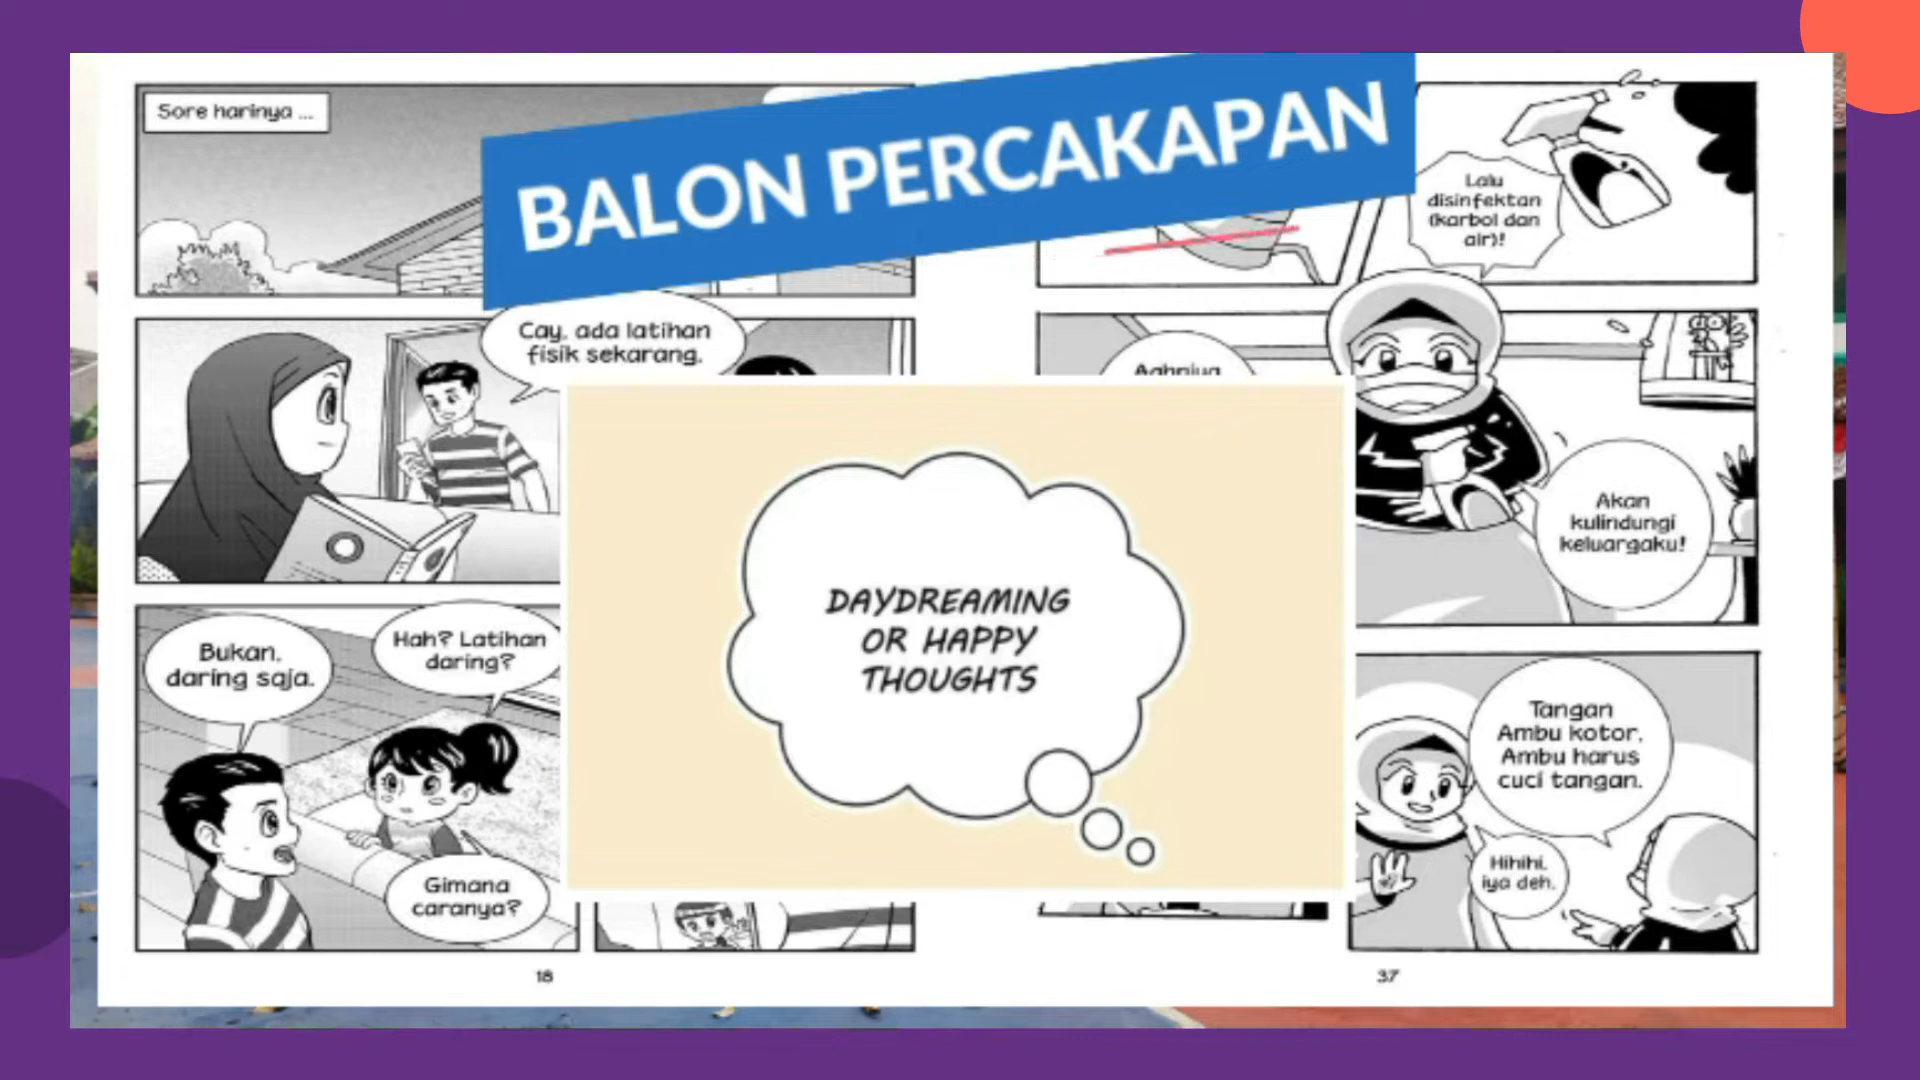 BALON PERCAKAPAN
Sore harinya ...
Cay, ada latihan
fisik sekarang.
Hah? Latihan
daring?
Bukan,
daring saja.
Gimana
caranya?
18
DAYDREAMING
OR HAPPY
THOUGHTS
Lalu
disinfektan
(karbol dan
air)!
Akan
kulindungi
keluargaku!
Tangan
Ambu kotor.
Ambu harus
cuci tangan.
Hihihi,
iya deh.
37